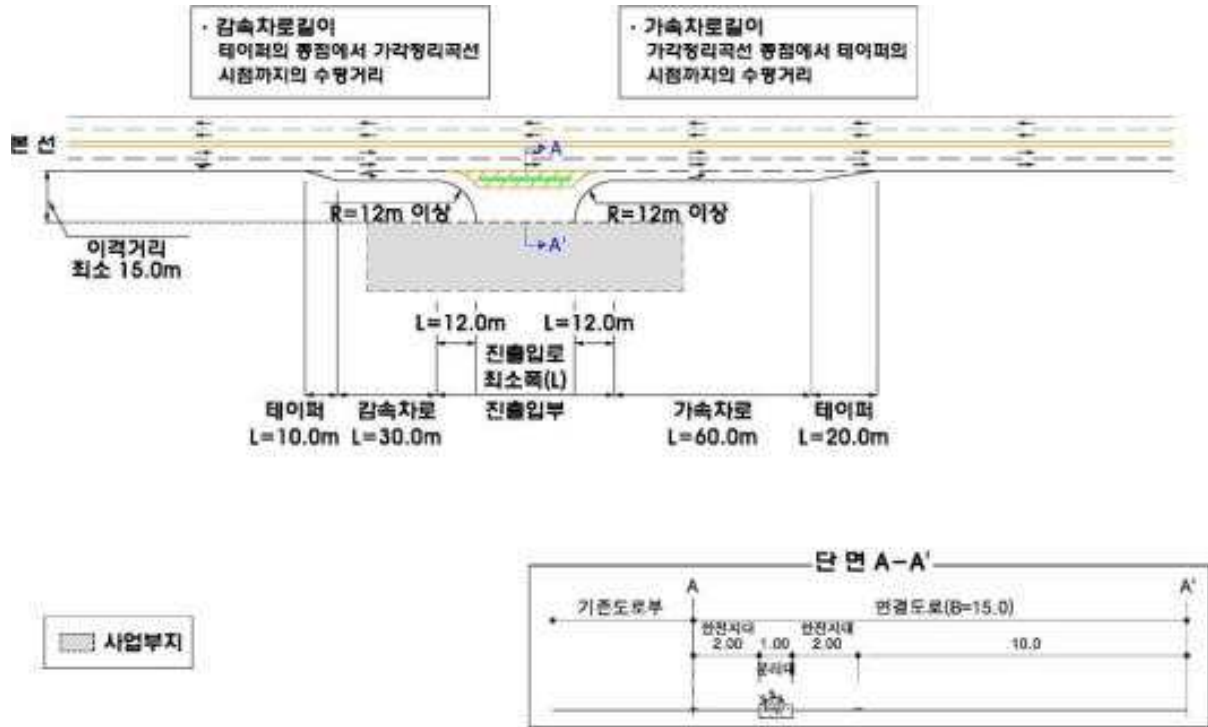 · 감속차로길이
테이퍼의 종점에서 가각정리곡선
시점까지의 수평거리
· 가속차로길이
가각정리곡선 종점에서 테이퍼의
시점까지의 수평거리
본 선
A
R=12m 이상
R=12m 이상
A'
이격거리
최소 15.0m
L=12.0m
L=12.0m
진출입로
최소폭(L)
테이퍼
L=10.0m
감속차로
L=30.0m
진출입부
가속차로
L=60.0m
테이퍼
L=20.0m
단 면 A-A'
A
A'
기존도로부
연결도로(B=15.0)
안전지대
2.00
1.00
안전지대
2.00
10.0
분리대
사업부지